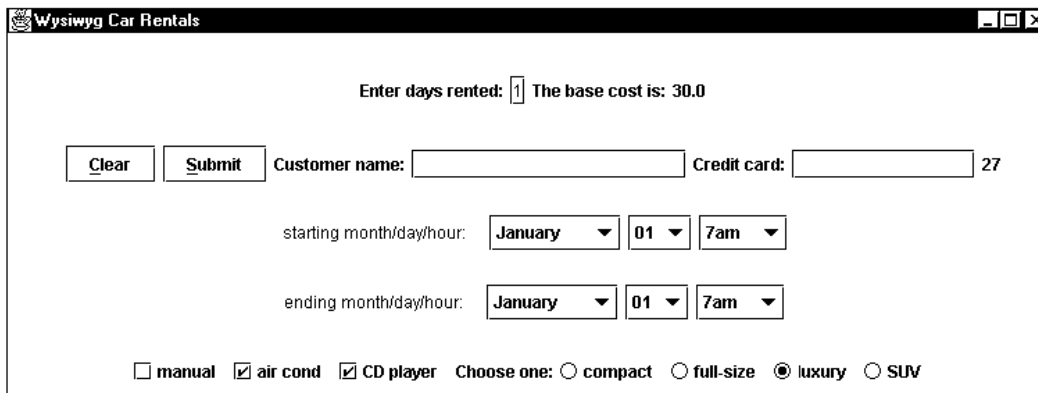 Wysiwyg Car Rentals
Enter days rented: 1 The base cost is: 30.0
Clear Submit Customer name: Credit card: 27
starting month/day/hour: January 01 7am
ending month/day/hour: January 01 7am
manual air cond CD player Choose one: compact full-size luxury SUV